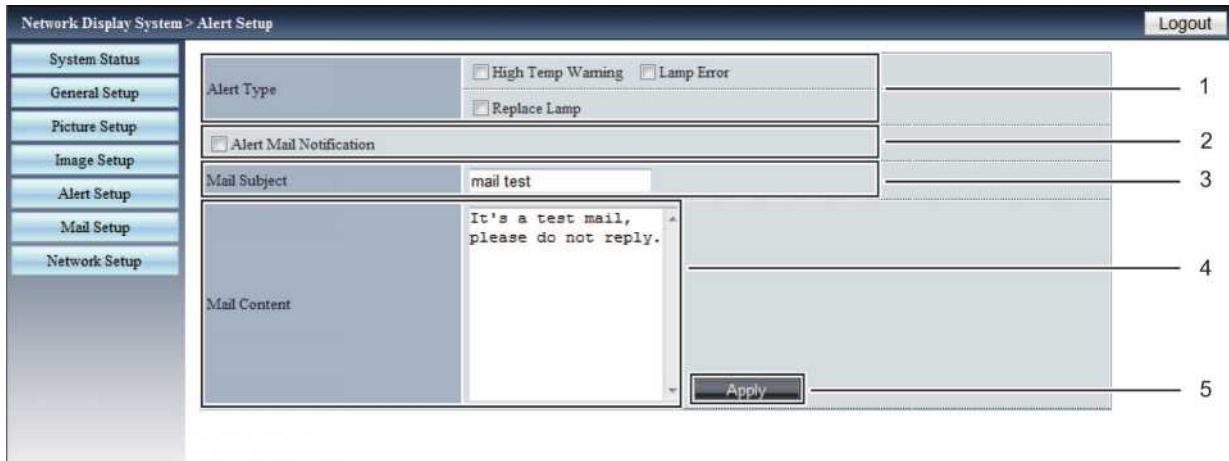 Network Display System > Alert Setup
Logout
System Status
General Setup
Picture Setup
Image Setup
Alert Setup
Mail Setup
Network Setup
Alert Type
High Temp Warning Lamp Error
Replace Lamp
1
Alert Mail Notification
2
Mail Subject
mail test
3
Mail Content
It's a test mail,
please do not reply.
4
Apply
5